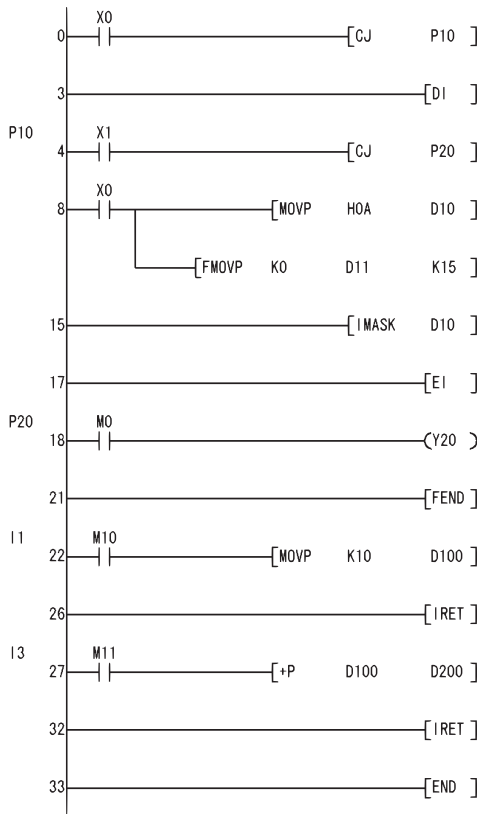 X0
0 [CJ P10 ]
3 [DI ]
P10 X1
4 [CJ P20 ]
X0
8 [MOVP H0A D10 ]
[FMOVP K0 D11 K15 ]
15 [IMASK D10 ]
17 [EI ]
P20 M0
18 (Y20 )
21 [FEND ]
I1 M10
22 [MOVP K10 D100 ]
26 [IRET ]
I3 M11
27 [+P D100 D200 ]
32 [IRET ]
33 [END ]